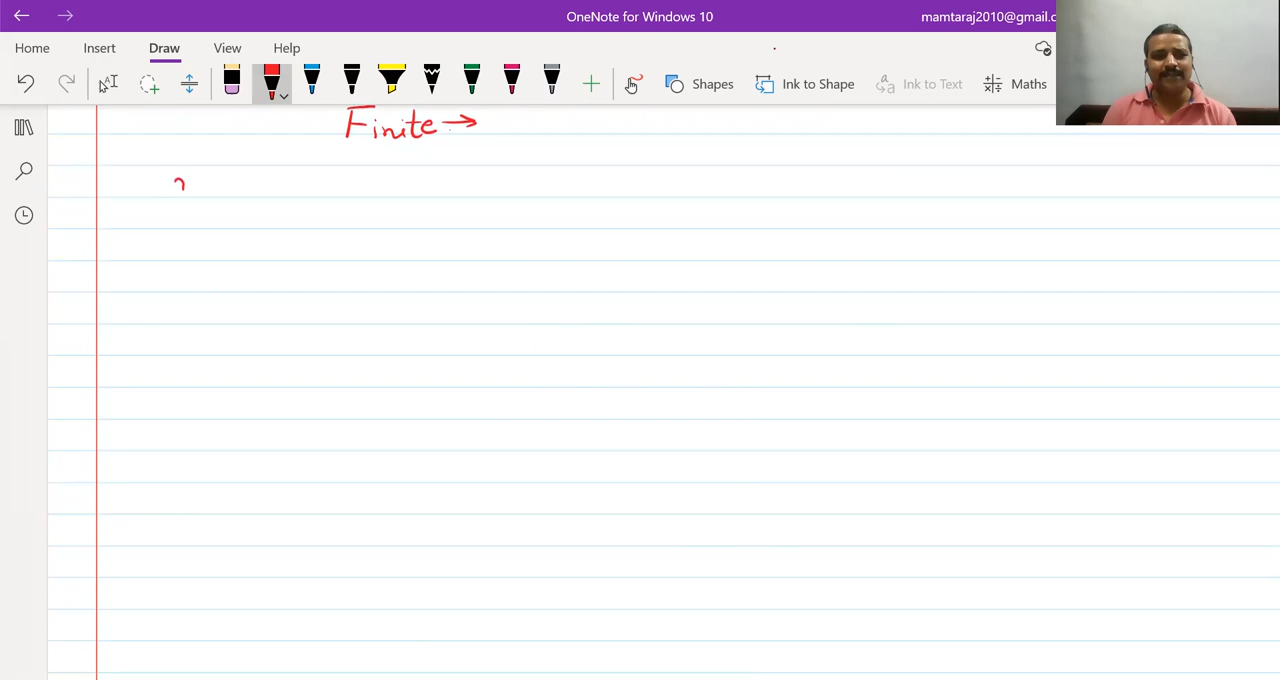 OneNote for Windows 10
mamtaraj2010@gmail.c
Home Insert Draw View Help
Shapes Ink to Shape Ink to Text Maths
Finite →